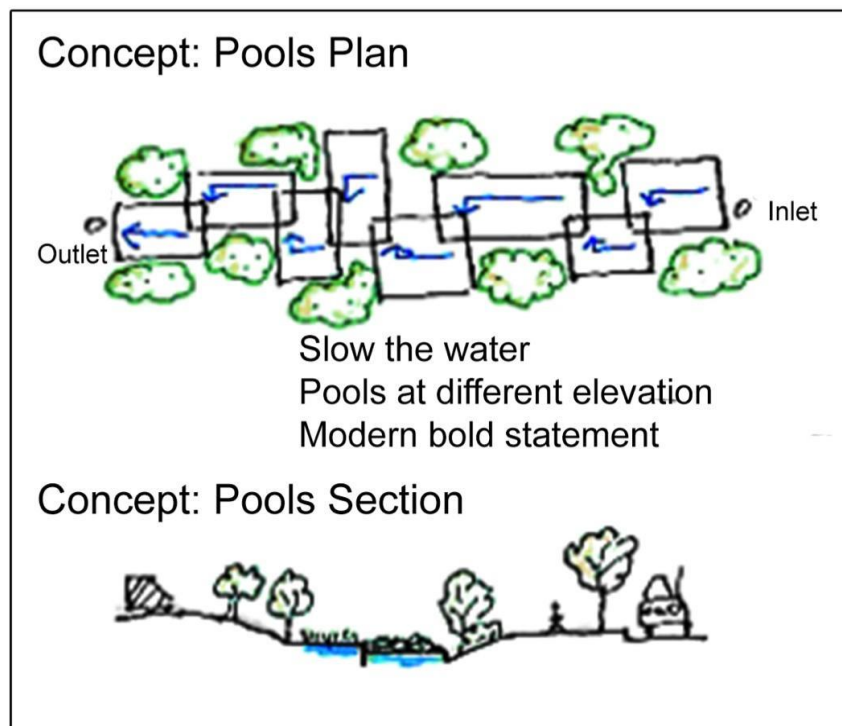 Concept: Pools Plan
Inlet
Outlet
Slow the water
Pools at different elevation
Modern bold statement
Concept: Pools Section